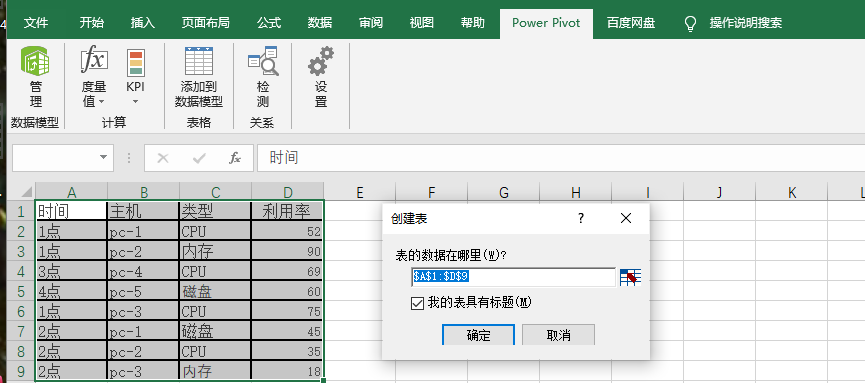 文件 开始 插入 页面布局 公式 数据 审阅 视图 帮助 Power Pivot 百度网盘 操作说明搜索
管理 度量值 KPI 添加到数据模型 检测 设置
数据模型 计算 表格 关系
fx 时间
A B C D E F G H I J K L
1 时间 主机 类型 利用率
2 1点 pc-1 CPU 52
3 1点 pc-2 内存 90
4 3点 pc-4 CPU 69
5 4点 pc-5 磁盘 60
6 1点 pc-3 CPU 75
7 2点 pc-1 磁盘 45
8 2点 pc-2 CPU 35
9 2点 pc-3 内存 18
创建表 ?
表的数据在哪里(W)?
$A$1:$D$9
我的表具有标题(M)
确定 取消